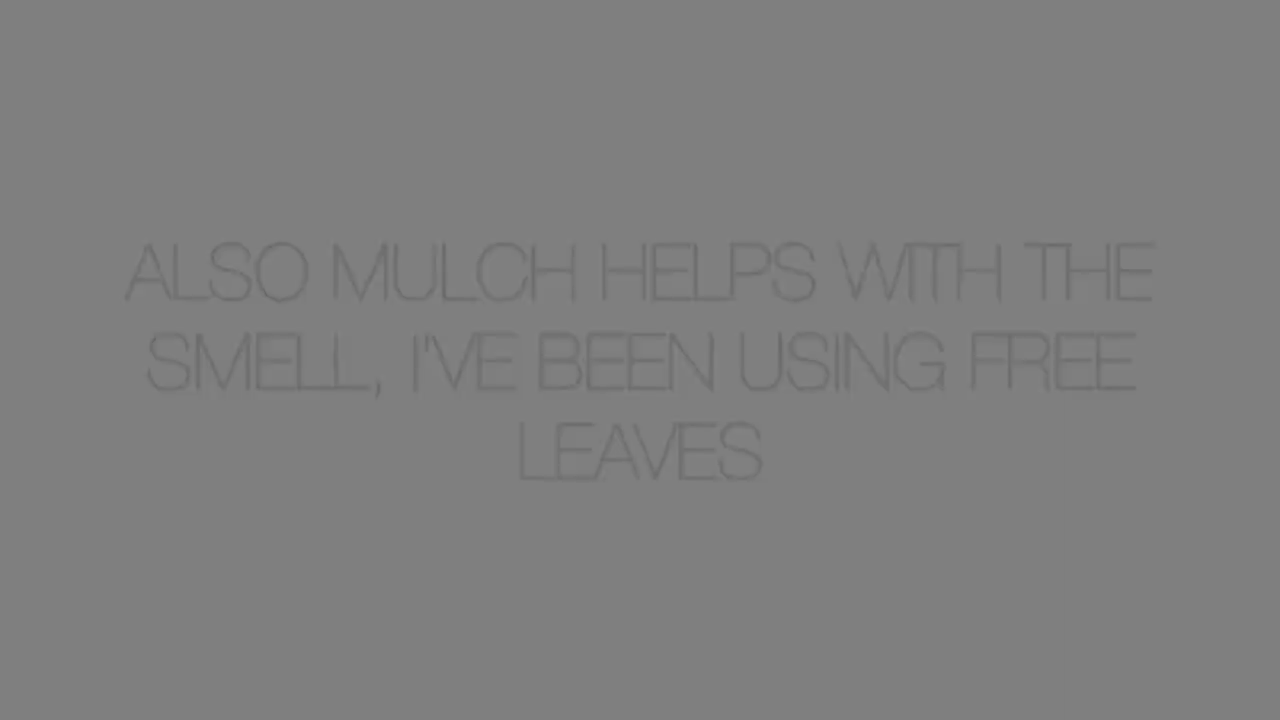 ALSO MULCH HELPS WITH THE
SMELL, I'VE BEEN USING FREE
LEAVES